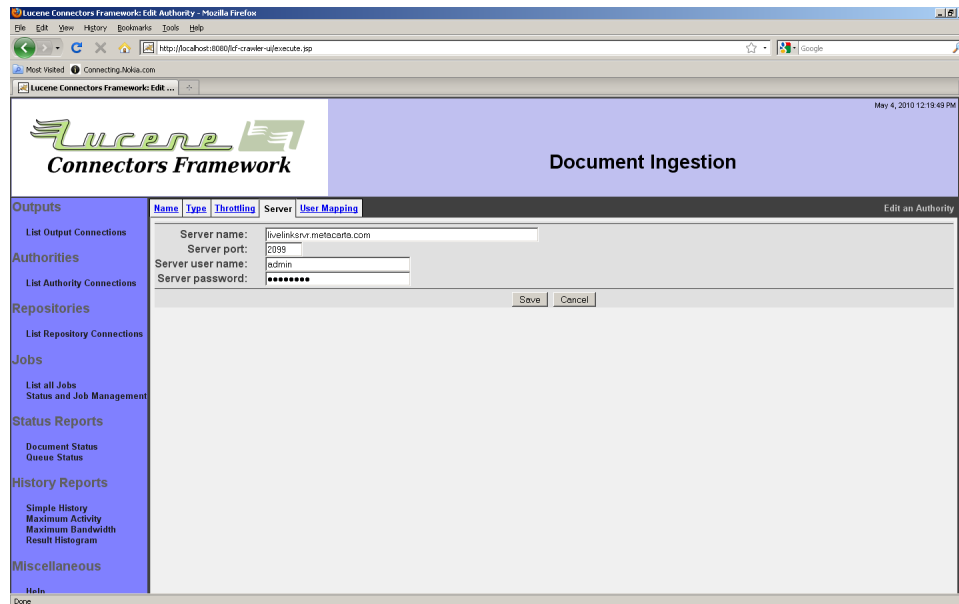 Lucene Connectors Framework: Edit Authority - Mozilla Firefox
File Edit View History Bookmarks Tools Help
http://localhost:8080/lcf-crawler-ui/execute.jsp
Google
Most Visited Connecting.Nokia.com
Lucene Connectors Framework: Edit ...
May 4, 2010 12:19:49 PM
Lucene
Connectors Framework
Document Ingestion
Outputs
List Output Connections
Authorities
List Authority Connections
Repositories
List Repository Connections
Jobs
List all Jobs
Status and Job Management
Status Reports
Document Status
Queue Status
History Reports
Simple History
Maximum Activity
Maximum Bandwidth
Result Histogram
Miscellaneous
Help
Name Type Throttling Server User Mapping
Edit an Authority
Server name: livelinksrvr.metacarta.com
Server port: 2099
Server user name: admin
Server password: ••••••••
Save Cancel
Done